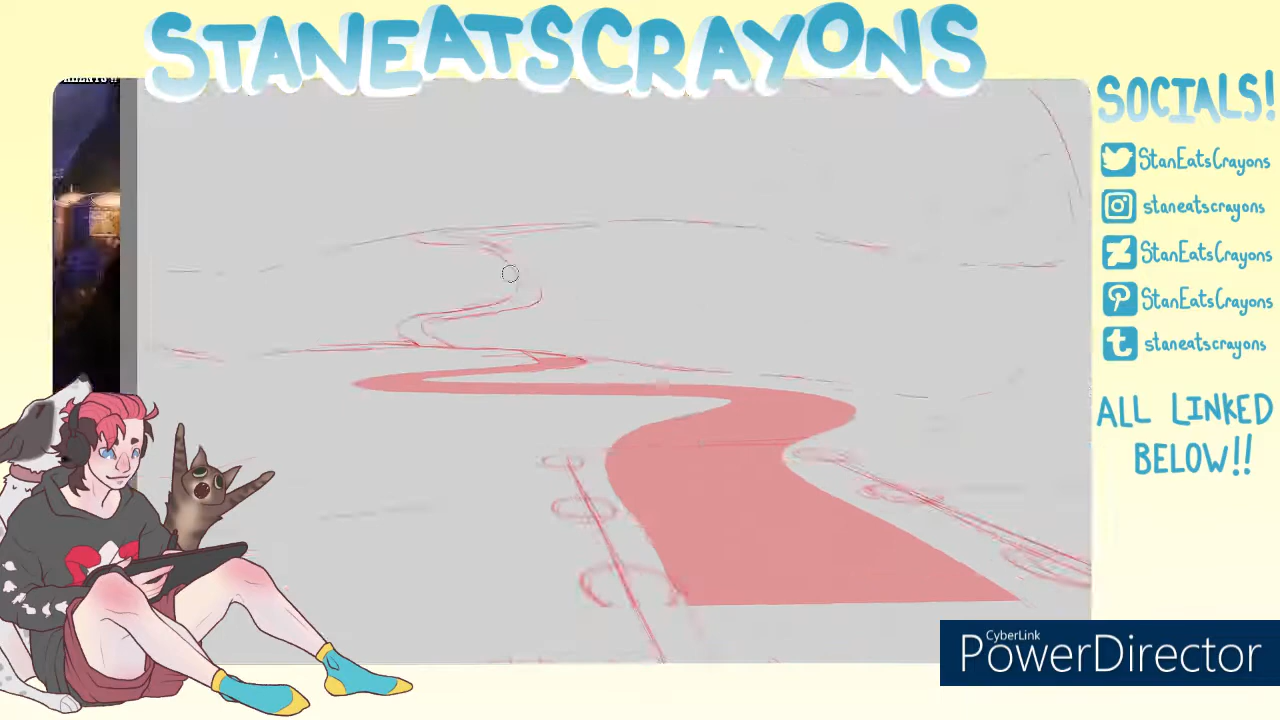 STANEATSCRAYONS
SOCIALS!
StanEatsCrayons
staneatscrayons
StanEatsCrayons
StanEatsCrayons
staneatscrayons
ALL LINKED
BELOW!!
CyberLink
PowerDirector